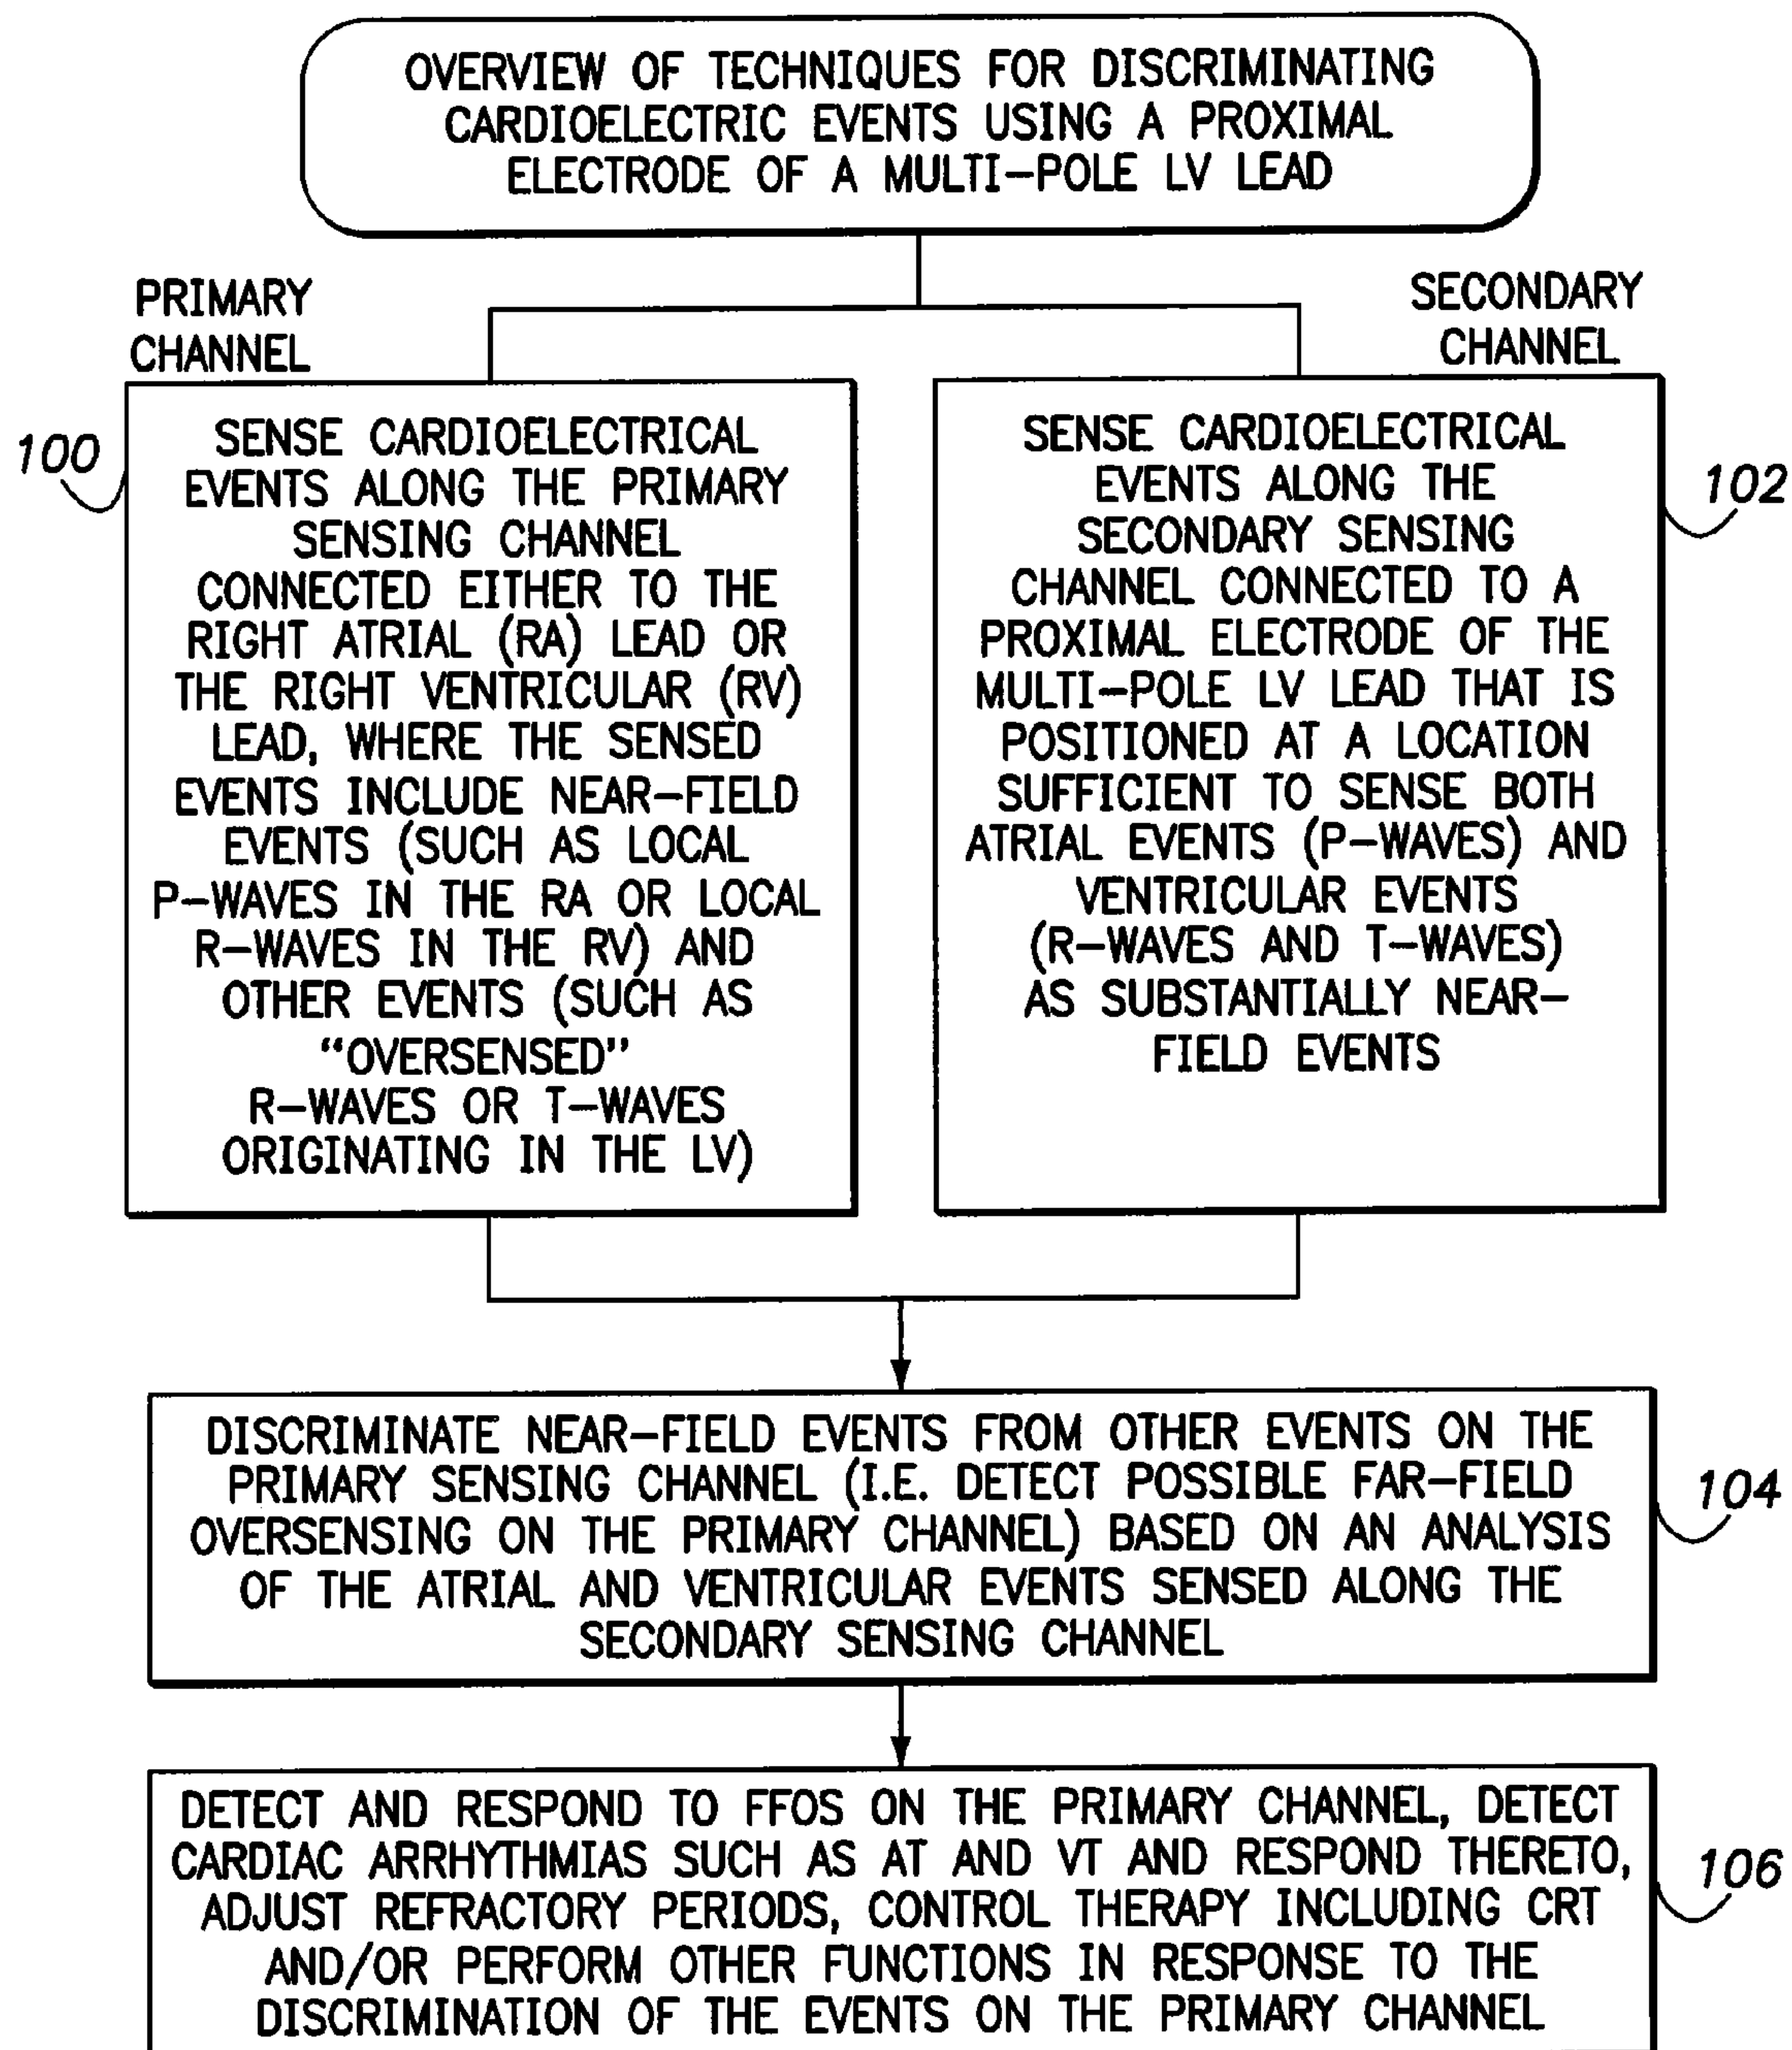 OVERVIEW OF TECHNIQUES FOR DISCRIMINATING
CARDIOELECTRIC EVENTS USING A PROXIMAL
ELECTRODE OF A MULTI-POLE LV LEAD
PRIMARY
CHANNEL
SECONDARY
CHANNEL
100
SENSE CARDIOELECTRICAL
EVENTS ALONG THE PRIMARY
SENSING CHANNEL
CONNECTED EITHER TO THE
RIGHT ATRIAL (RA) LEAD OR
THE RIGHT VENTRICULAR (RV)
LEAD, WHERE THE SENSED
EVENTS INCLUDE NEAR-FIELD
EVENTS (SUCH AS LOCAL
P-WAVES IN THE RA OR LOCAL
R-WAVES IN THE RV) AND
OTHER EVENTS (SUCH AS
"OVERSENSED"
R-WAVES OR T-WAVES
ORIGINATING IN THE LV)
SENSE CARDIOELECTRICAL
EVENTS ALONG THE
SECONDARY SENSING
CHANNEL CONNECTED TO A
PROXIMAL ELECTRODE OF THE
MULTI-POLE LV LEAD THAT IS
POSITIONED AT A LOCATION
SUFFICIENT TO SENSE BOTH
ATRIAL EVENTS (P-WAVES) AND
VENTRICULAR EVENTS
(R-WAVES AND T-WAVES)
AS SUBSTANTIALLY NEAR-
FIELD EVENTS
102
DISCRIMINATE NEAR-FIELD EVENTS FROM OTHER EVENTS ON THE
PRIMARY SENSING CHANNEL (I.E. DETECT POSSIBLE FAR-FIELD
OVERSENSING ON THE PRIMARY CHANNEL) BASED ON AN ANALYSIS
OF THE ATRIAL AND VENTRICULAR EVENTS SENSED ALONG THE
SECONDARY SENSING CHANNEL
104
DETECT AND RESPOND TO FFOS ON THE PRIMARY CHANNEL, DETECT
CARDIAC ARRHYTHMIAS SUCH AS AT AND VT AND RESPOND THERETO,
ADJUST REFRACTORY PERIODS, CONTROL THERAPY INCLUDING CRT
AND/OR PERFORM OTHER FUNCTIONS IN RESPONSE TO THE
DISCRIMINATION OF THE EVENTS ON THE PRIMARY CHANNEL
106